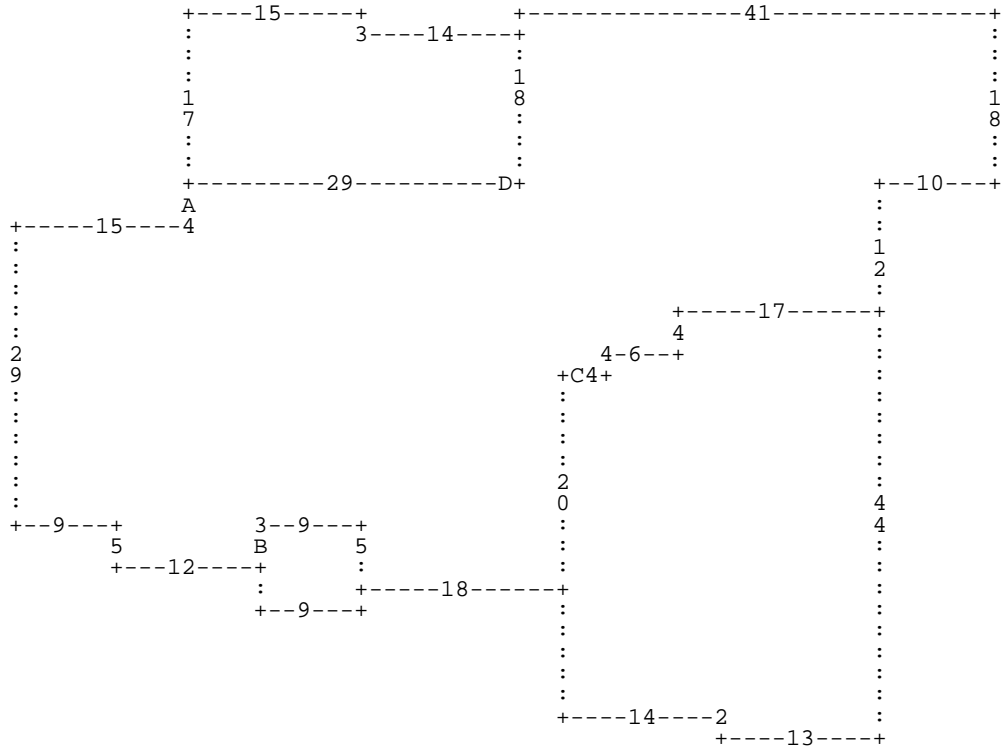 +----15-----+          +---------------41---------------+
            :           3----14----+                                :
            :                      :                                :
            :                      1                                :
            1                      8                                1
            7                      :                                8
            :                      :                                :
            :                      :                                :
            +---------29----------D+                        +--10---+
            A                                               :
+-----15----4                                               :
:                                                           1
:                                                           2
:                                                           :
:                                             +-----17------+
:                                             4             :
2                                        4-6--+             :
9                                     +C4+                  :
:                                     :                     :
:                                     :                     :
:                                     :                     :
:                                     :                     :
:                                     2                     :
:                                     0                     4
+--9---+         3--9---+             :                     4
       5         B      5             :                     :
       +---12----+      :             :                     :
                 :      +-----18------+                     :
                 +--9---+             :                     :
                                      :                     :
                                      :                     :
                                      :                     :
                                      :                     :
                                      +----14----2          :
                                                 +----13----+